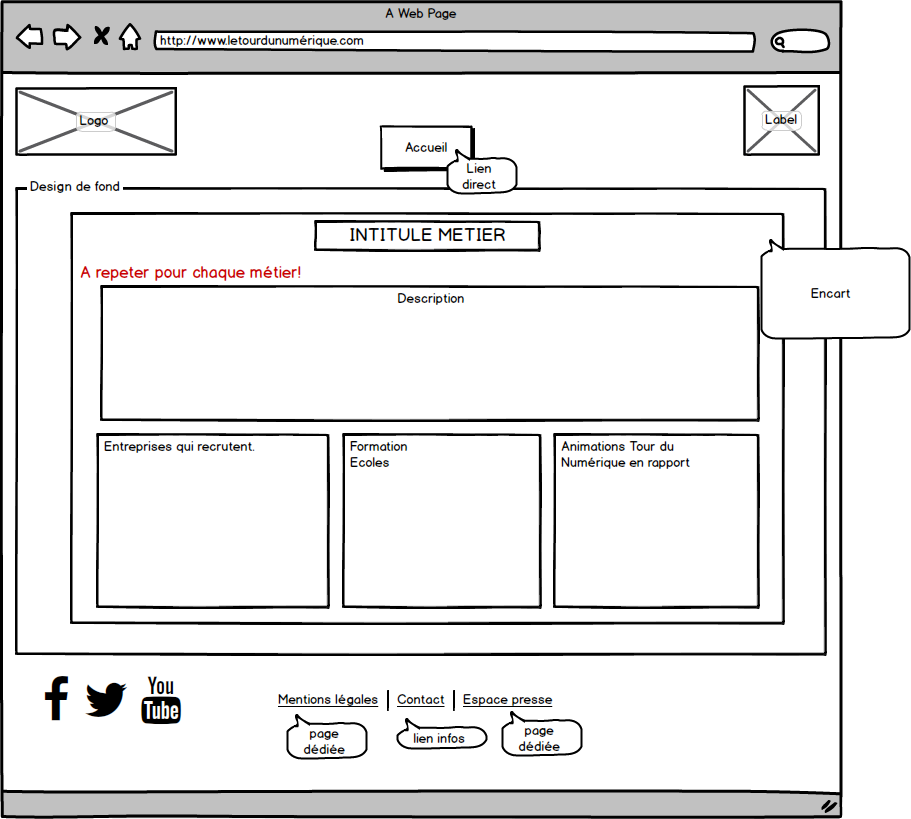 A Web Page
http://www.letourdunumérique.com
Logo
Label
Accueil
Lien
direct
Design de fond
INTITULE METIER
A repeter pour chaque métier!
Encart
Description
Entreprises qui recrutent.
Formation
Ecoles
Animations Tour du
Numérique en rapport
You
Tube
Mentions légales
Contact
Espace presse
page
dédiée
lien infos
page
dédiée